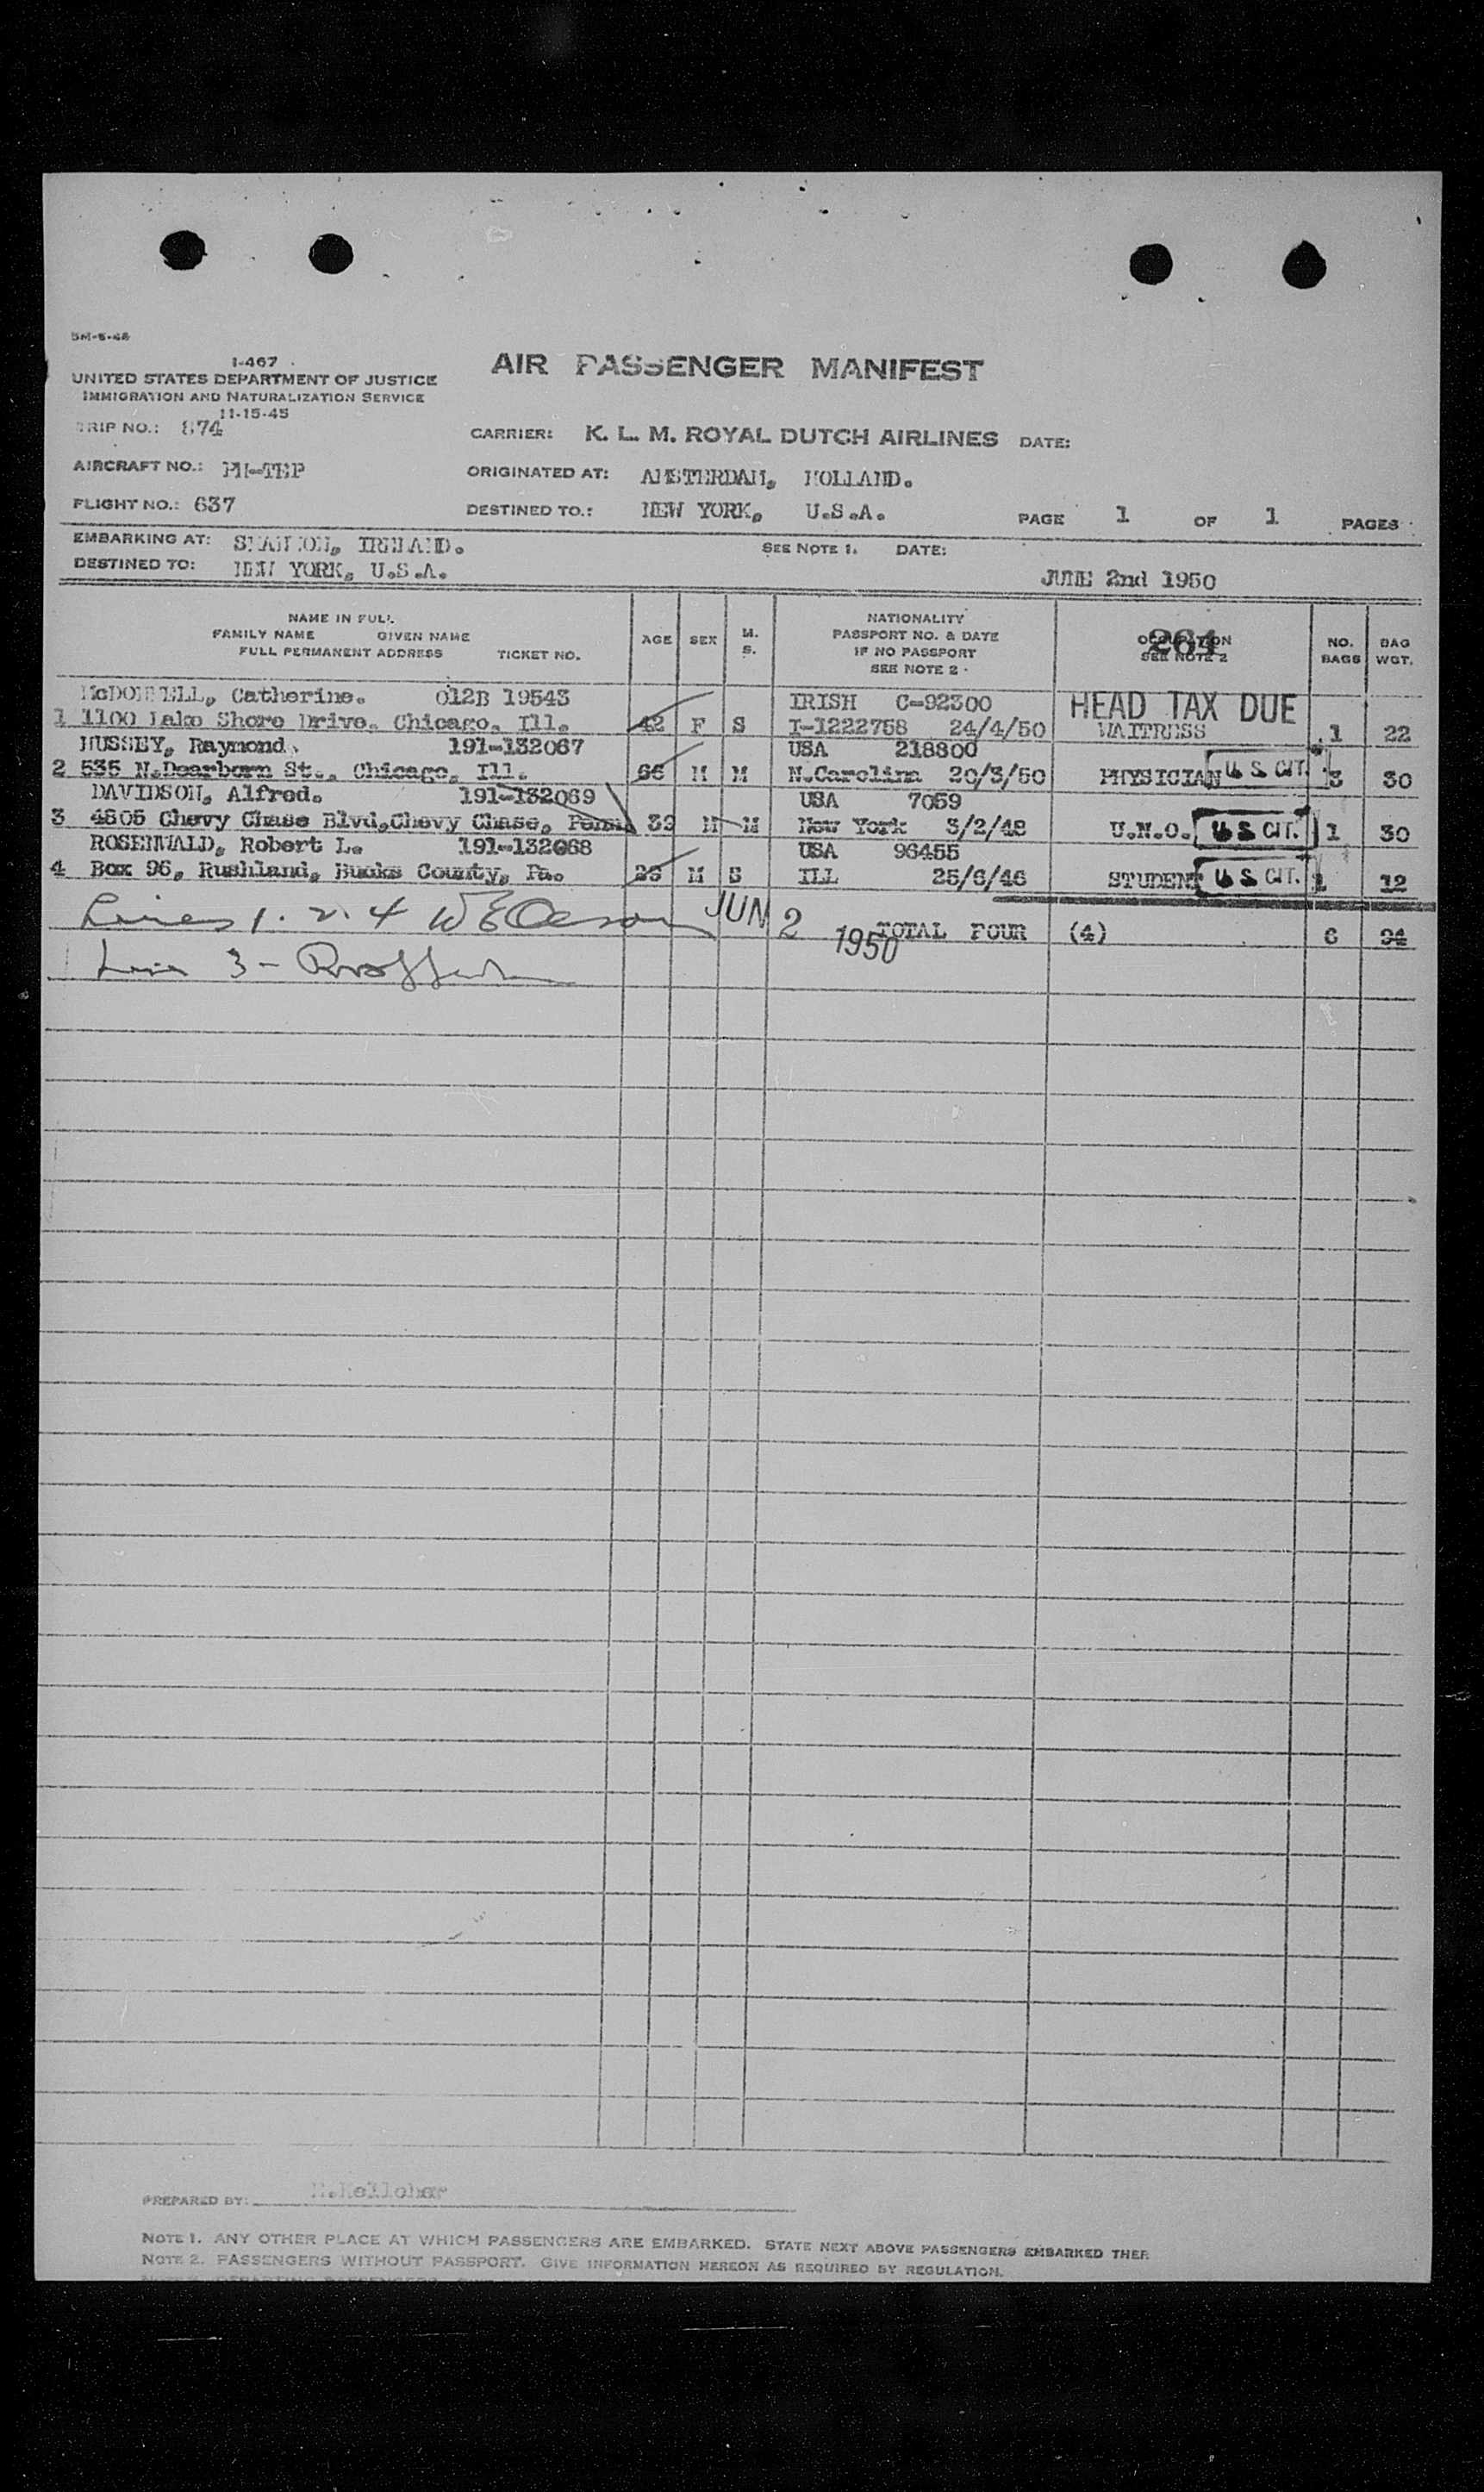 5M-6-48
I-467
UNITED STATES DEPARTMENT OF JUSTICE
IMMIGRATION AND NATURALIZATION SERVICE
11-15-45
AIR PASSENGER MANIFEST
TRIP NO.: 874
CARRIER: K. L. M. ROYAL DUTCH AIRLINES DATE:
AIRCRAFT NO.: PH-TEP
ORIGINATED AT: AMSTERDAM, HOLLAND.
FLIGHT NO.: 637
DESTINED TO.: NEW YORK, U.S.A.
PAGE 1 OF 1 PAGES
EMBARKING AT: SHANNON, IRELAND.
SEE NOTE 1. DATE:
DESTINED TO: NEW YORK, U.S.A.
JUNE 2nd 1950
NAME IN FULL
FAMILY NAME GIVEN NAME
FULL PERMANENT ADDRESS TICKET NO.
AGE SEX M. S.
NATIONALITY
PASSPORT NO. & DATE
IF NO PASSPORT
SEE NOTE 2
OCCUPATION
SEE NOTE 2
264
NO. BAGS
BAG WGT.
McDONNELL, Catherine. 012B 19543 IRISH C-92300 HEAD TAX DUE
1 1100 Lake Shore Drive. Chicago, Ill. 42 F S I-1222758 24/4/50 WAITRESS 1 22
HUSSEY, Raymond. 191-132067 USA 218800
2 535 N.Dearborn St., Chicago, Ill. 66 M M N.Carolina 20/3/50 PHYSICIAN U S CIT. 3 30
DAVIDSON, Alfred. 191-132069 USA 7059
3 4805 Chevy Chase Blvd,Chevy Chase, Penn. 39 M M New York 3/2/48 U.N.O. U S CIT. 1 30
ROSENWALD, Robert L. 191-132068 USA 96455
4 Box 96, Rushland, Bucks County, Pa. M S ILL 25/6/46 STUDENT U S CIT. 1 12
Lines 1. 2. 4 JUN 2 1950 TOTAL FOUR (4) 6 94
Line 3 -
PREPARED BY: M.Kelleher
NOTE 1. ANY OTHER PLACE AT WHICH PASSENGERS ARE EMBARKED. STATE NEXT ABOVE PASSENGERS EMBARKED THER
NOTE 2. PASSENGERS WITHOUT PASSPORT. GIVE INFORMATION HEREON AS REQUIRED BY REGULATION.